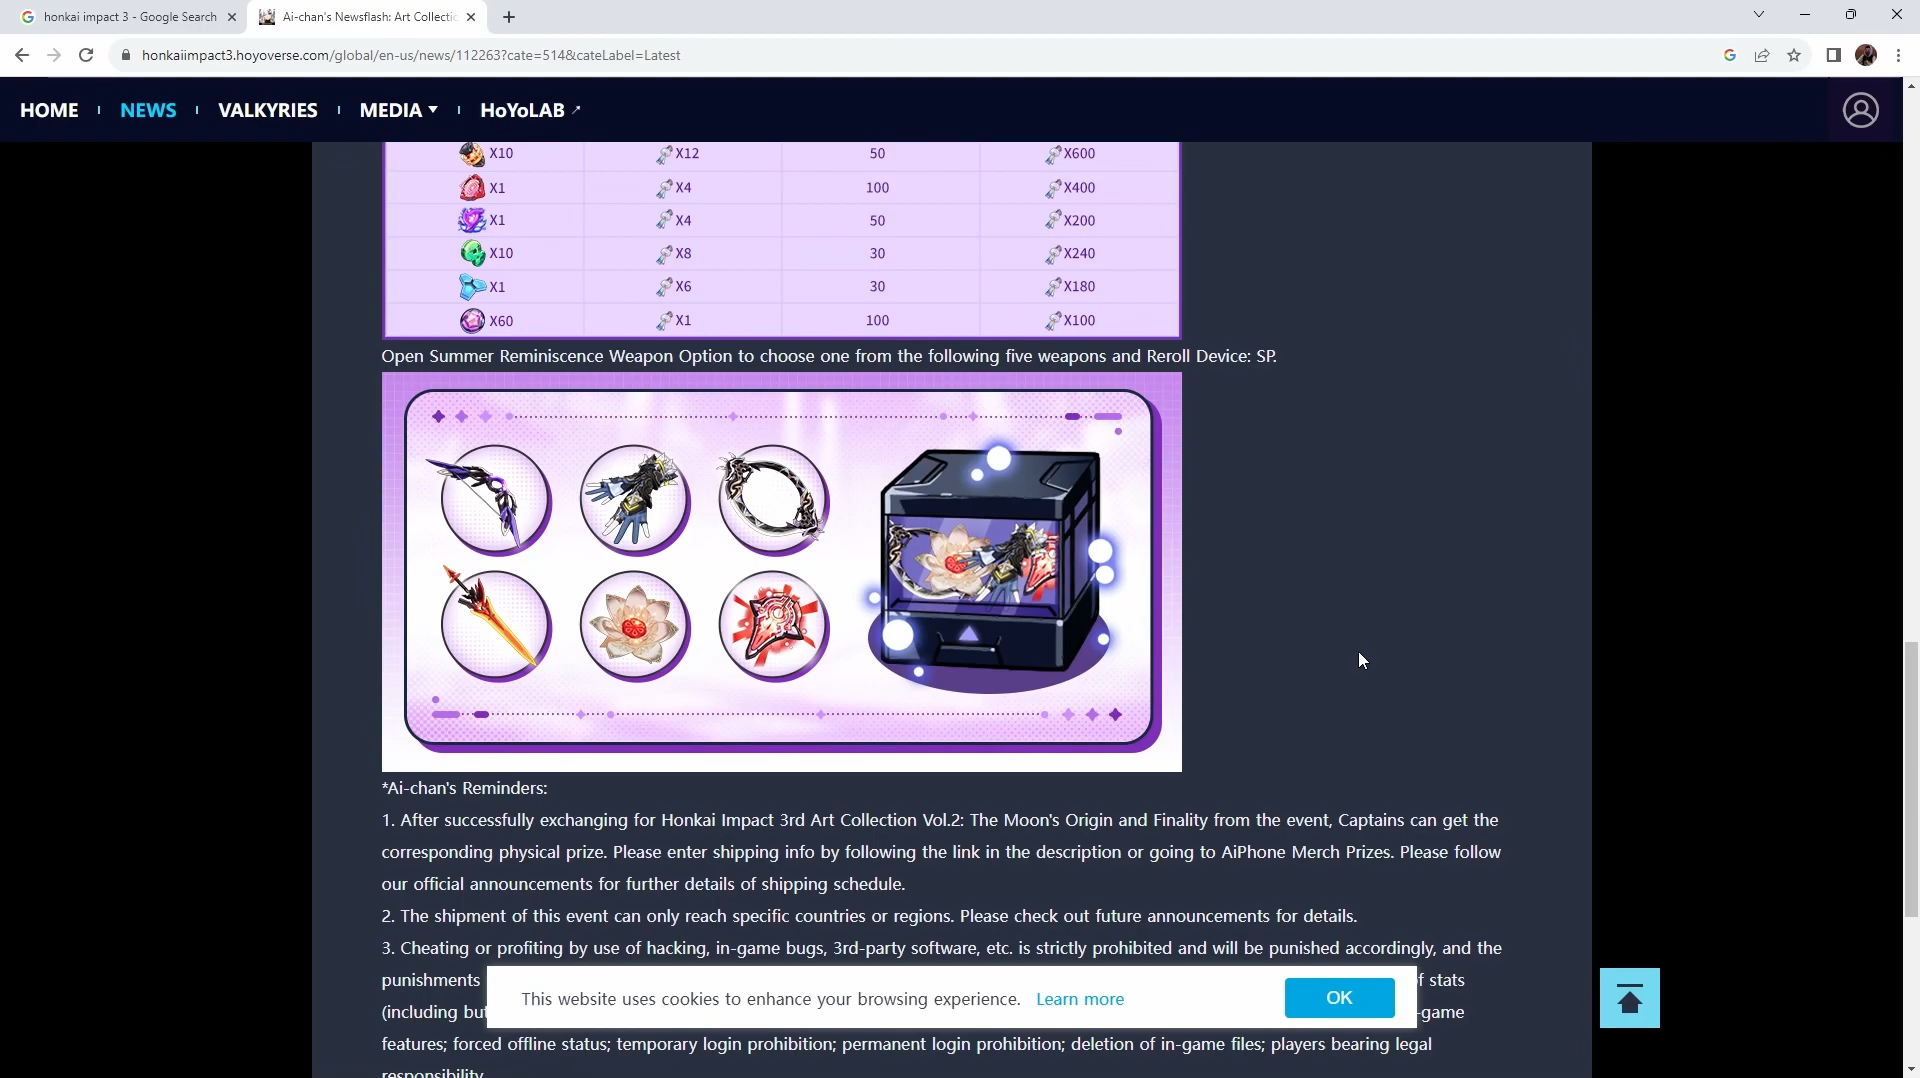 honkai impact 3 - Google Search
Ai-chan's Newsflash: Art Collectio
honkaiimpact3.hoyoverse.com/global/en-us/news/112263?cate=514&cateLabel=Latest
HOME NEWS VALKYRIES MEDIA HoYoLAB
X10 X12 50 X600
X1 X4 100 X400
X1 X4 50 X200
X10 X8 30 X240
X1 X6 30 X180
X60 X1 100 X100
Open Summer Reminiscence Weapon Option to choose one from the following five weapons and Reroll Device: SP.
*Ai-chan's Reminders:
1. After successfully exchanging for Honkai Impact 3rd Art Collection Vol.2: The Moon's Origin and Finality from the event, Captains can get the
corresponding physical prize. Please enter shipping info by following the link in the description or going to AiPhone Merch Prizes. Please follow
our official announcements for further details of shipping schedule.
2. The shipment of this event can only reach specific countries or regions. Please check out future announcements for details.
3. Cheating or profiting by use of hacking, in-game bugs, 3rd-party software, etc. is strictly prohibited and will be punished accordingly, and the
punishments f stats
(including but -game
This website uses cookies to enhance your browsing experience. Learn more OK
features; forced offline status; temporary login prohibition; permanent login prohibition; deletion of in-game files; players bearing legal
responsibility